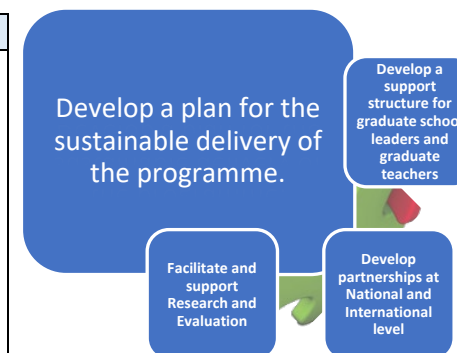 Develop a plan for the
sustainable delivery of
the programme.
Develop a
support
structure for
graduate schoo
leaders and
graduate
teachers
Facilitate and
support
Research and
Evaluation
Develop
partnerships at
National and
International
level